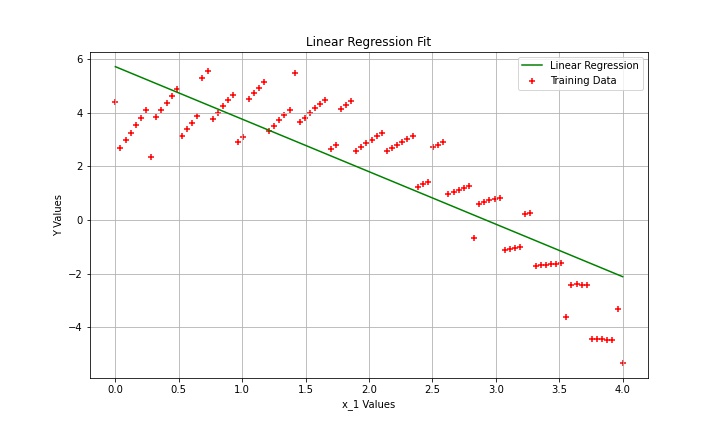 Linear Regression Fit
Linear Regression
Training Data
Y Values
6
4
2
0
−2
−4
0.0 0.5 1.0 1.5 2.0 2.5 3.0 3.5 4.0
x_1 Values